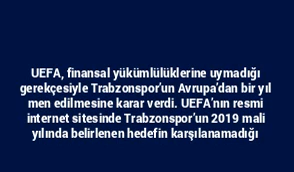 UEFA, finansal yükümlülüklerine uymadığı
gerekçesiyle Trabzonspor'un Avrupa'dan bir yıl
men edilmesine karar verdi. UEFA'nın resmi
internet sitesinde Trabzonspor'un 2019 mali
yılında belirlenen hedefin karşılanamadığı